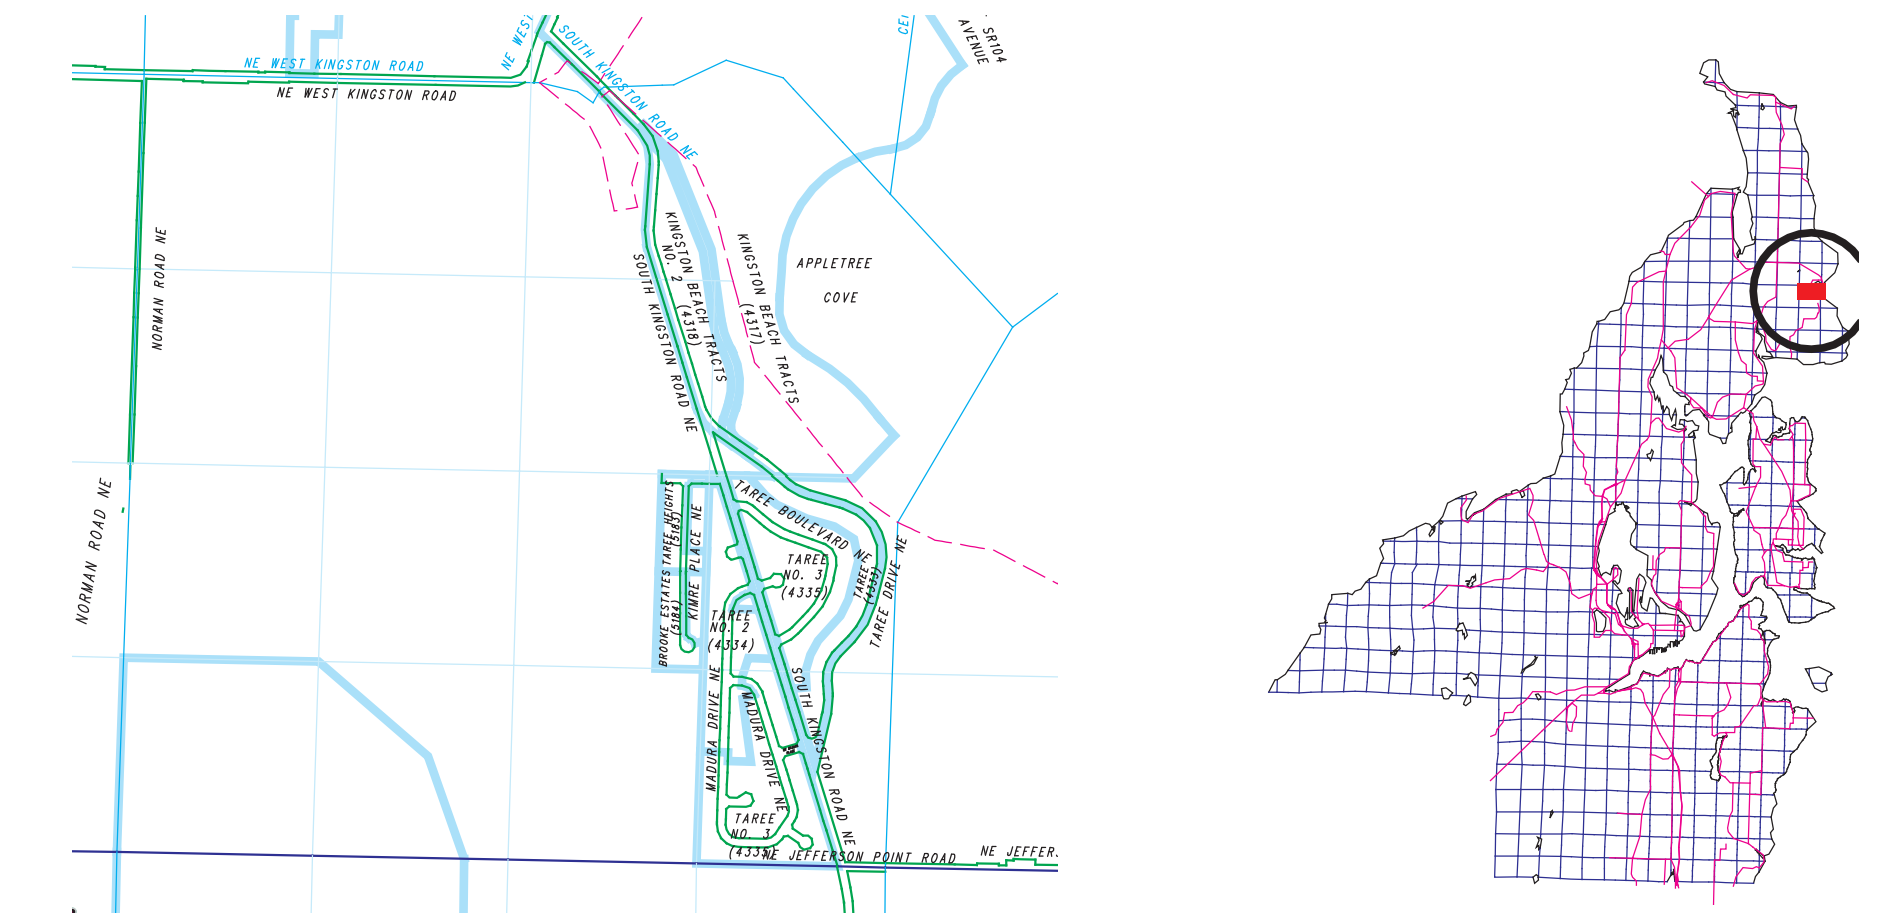 NE WEST KINGSTON ROAD
NE WEST KINGSTON ROAD
NE WEST
SOUTH KINGSTON ROAD NE
CE
SR104
AVENUE
NORMAN ROAD NE
NORMAN ROAD NE
KINGSTON BEACH TRACTS
NO. 2
(4318)
SOUTH KINGSTON ROAD NE
KINGSTON BEACH TRACTS
(4317)
APPLETREE
COVE
TAREE BOULEVARD NE
BROOKE ESTATES
(5184)
TAREE HEIGHTS
(5183)
KIMRE PLACE NE
TAREE
NO. 3
(4335)
TAREE
(4333)
TAREE DRIVE NE
TAREE
NO. 2
(4334)
MADURA DRIVE NE
MADURA DRIVE NE
SOUTH KINGSTON ROAD NE
TAREE
NO. 3
(4335)
NE JEFFERSON POINT ROAD
NE JEFFERS